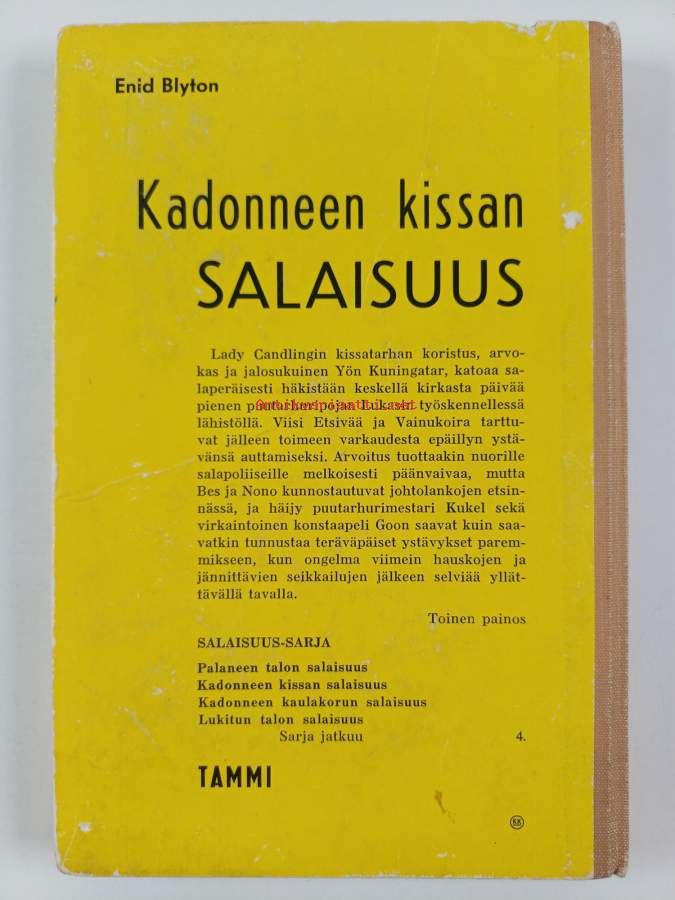 Enid Blyton
Kadonneen kissan
SALAISUUS
Lady Candlingin kissatarhan koristus, arvo-
kas ja jalosukuinen Yön Kuningatar, katoaa sa-
laperäisesti häkistään keskellä kirkasta päivää
pienen puutarhuripojan Lukasen työskennellessä
lähistöllä. Viisi Etsivää ja Vainukoira tarttu-
vat jälleen toimeen varkaudesta epäillyn ystä-
vänsä auttamiseksi. Arvoitus tuottaakin nuorille
salapoliiseille melkoisesti päänvaivaa, mutta
Bes ja Nono kunnostautuvat johtolankojen etsin-
nässä, ja häijy puutarhurimestari Kukel sekä
virkaintoinen konstaapeli Goon saavat kuin saa-
vatkin tunnustaa teräväpäiset ystävykset parem-
mikseen, kun ongelma viimein hauskojen ja
jännittävien seikkailujen jälkeen selviää yllät-
tävällä tavalla.
Toinen painos
SALAISUUS-SARJA
Palaneen talon salaisuus
Kadonneen kissan salaisuus
Kadonneen kaulakorun salaisuus
Lukitun talon salaisuus
Sarja jatkuu 4.
TAMMI
KK